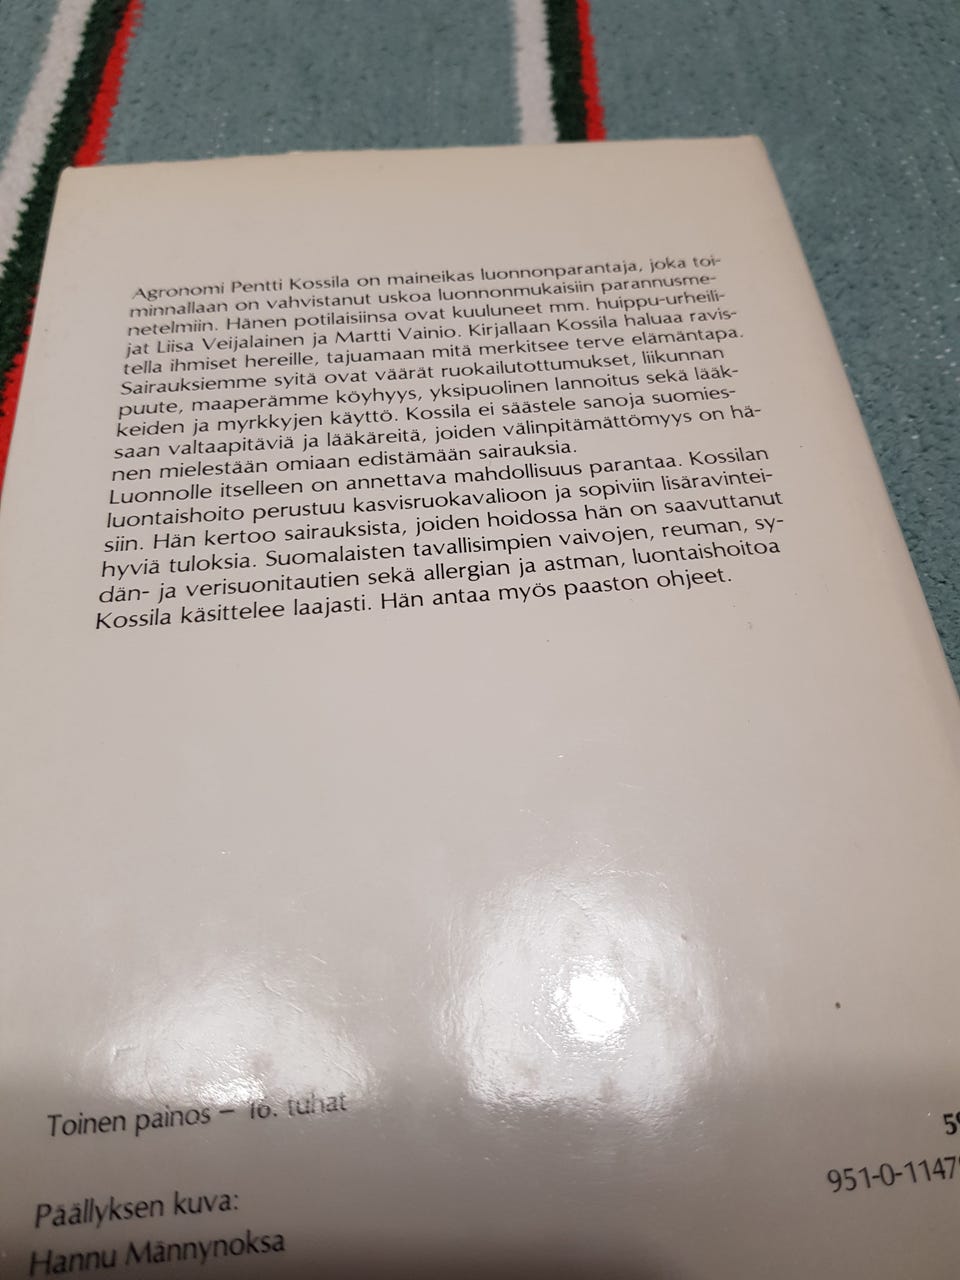 Agronomi Pentti Kossila on maineikas luonnonparantaja, joka toi-
minnallaan on vahvistanut uskoa luonnonmukaisiin parannusme-
netelmiin. Hänen potilaisiinsa ovat kuuluneet mm. huippu-urheili-
jat Liisa Veijalainen ja Martti Vainio. Kirjallaan Kossila haluaa ravis-
tella ihmiset hereille, tajuamaan mitä merkitsee terve elämäntapa.
Sairauksiemme syitä ovat väärät ruokailutottumukset, liikunnan
puute, maaperämme köyhyys, yksipuolinen lannoitus sekä lääk-
keiden ja myrkkyjen käyttö. Kossila ei säästele sanoja suomies-
saan valtaapitäviä ja lääkäreitä, joiden välinpitämättömyys on hä-
nen mielestään omiaan edistämään sairauksia.
Luonnolle itselleen on annettava mahdollisuus parantaa. Kossilan
luontaishoito perustuu kasvisruokavalioon ja sopiviin lisäravintei-
siin. Hän kertoo sairauksista, joiden hoidossa hän on saavuttanut
hyviä tuloksia. Suomalaisten tavallisimpien vaivojen, reuman, sy-
dän- ja verisuonitautien sekä allergian ja astman, luontaishoitoa
Kossila käsittelee laajasti. Hän antaa myös paaston ohjeet.
Toinen painos – 16. tuhat
Päällyksen kuva:
Hannu Männynoksa
951-0-1147